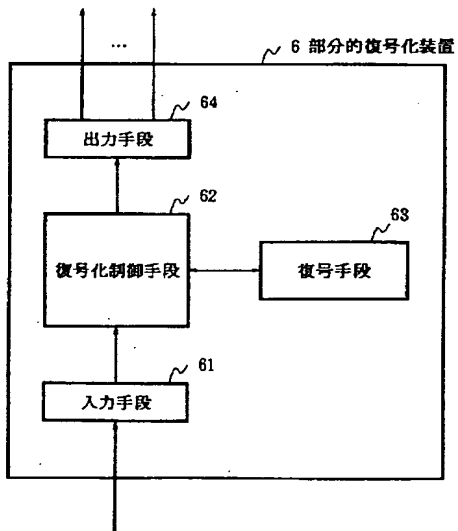 …
6 部分的復号化装置
64
出力手段
62
復号化制御手段
63
復号手段
61
入力手段